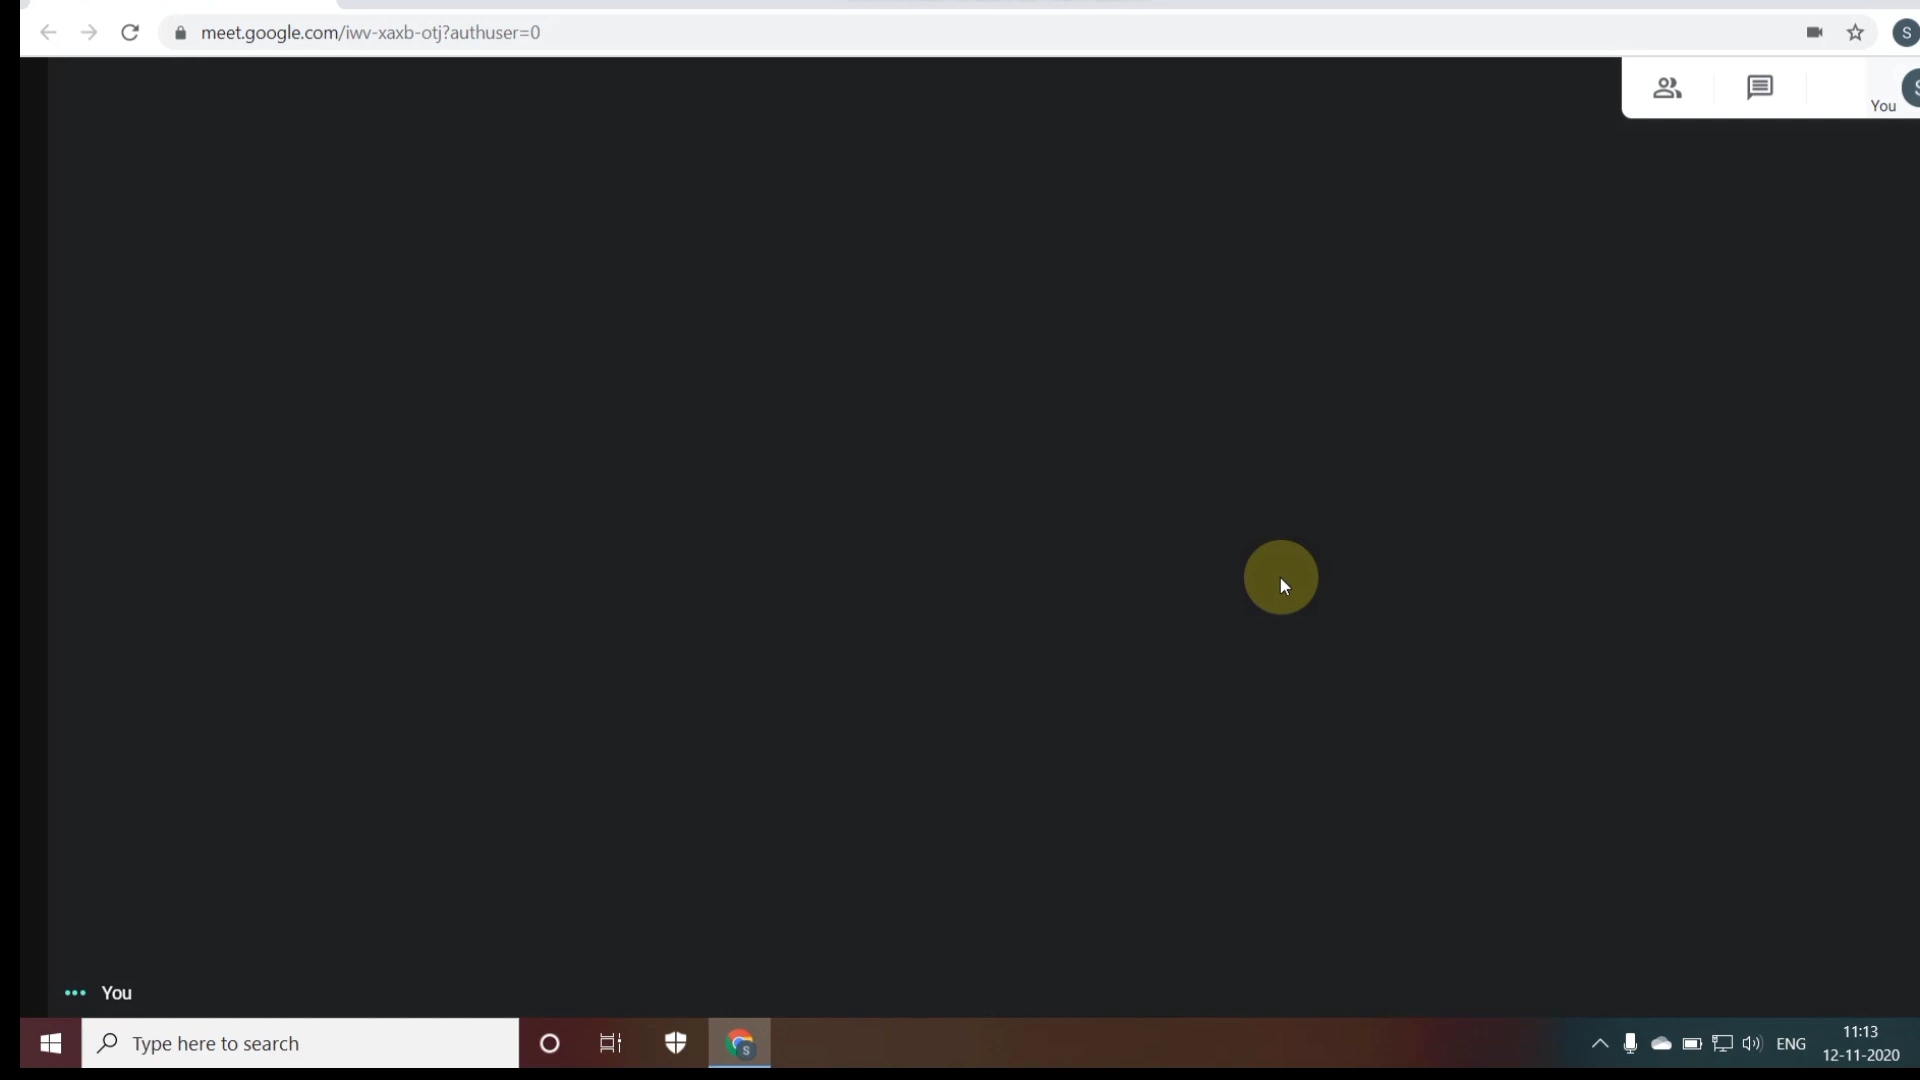 meet.google.com/iwv-xaxb-otj?authuser=0
S
You
S
You
Type here to search
S
ENG
11:13
12-11-2020